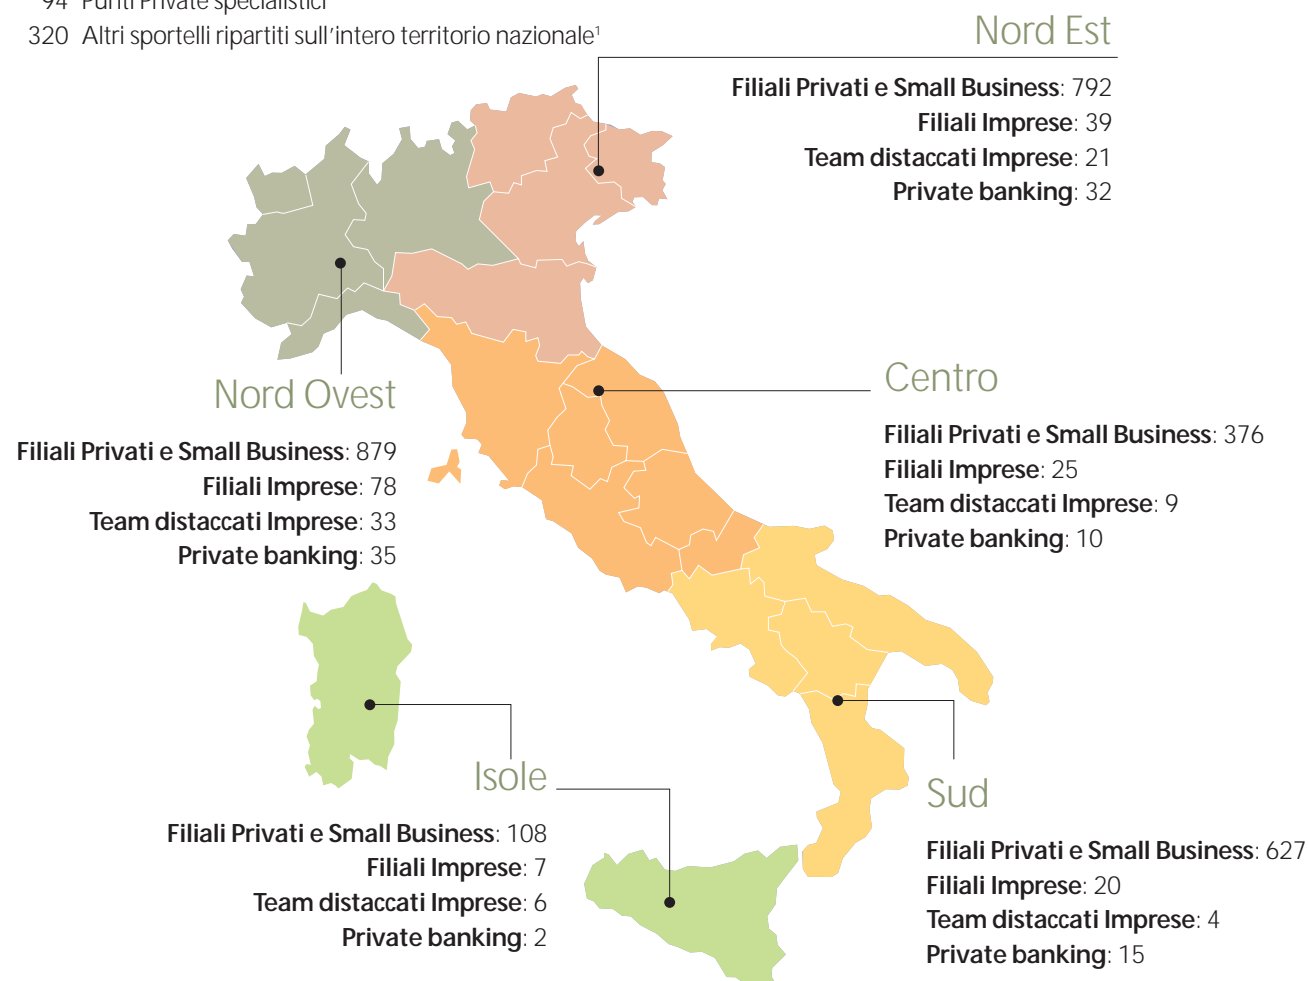 94 Punti Private specialistici
320 Altri sportelli ripartiti sull'intero territorio nazionale¹
Nord Est
Filiali Privati e Small Business: 792
Filiali Imprese: 39
Team distaccati Imprese: 21
Private banking: 32
Nord Ovest
Filiali Privati e Small Business: 879
Filiali Imprese: 78
Team distaccati Imprese: 33
Private banking: 35
Centro
Filiali Privati e Small Business: 376
Filiali Imprese: 25
Team distaccati Imprese: 9
Private banking: 10
Isole
Filiali Privati e Small Business: 108
Filiali Imprese: 7
Team distaccati Imprese: 6
Private banking: 2
Sud
Filiali Privati e Small Business: 627
Filiali Imprese: 20
Team distaccati Imprese: 4
Private banking: 15